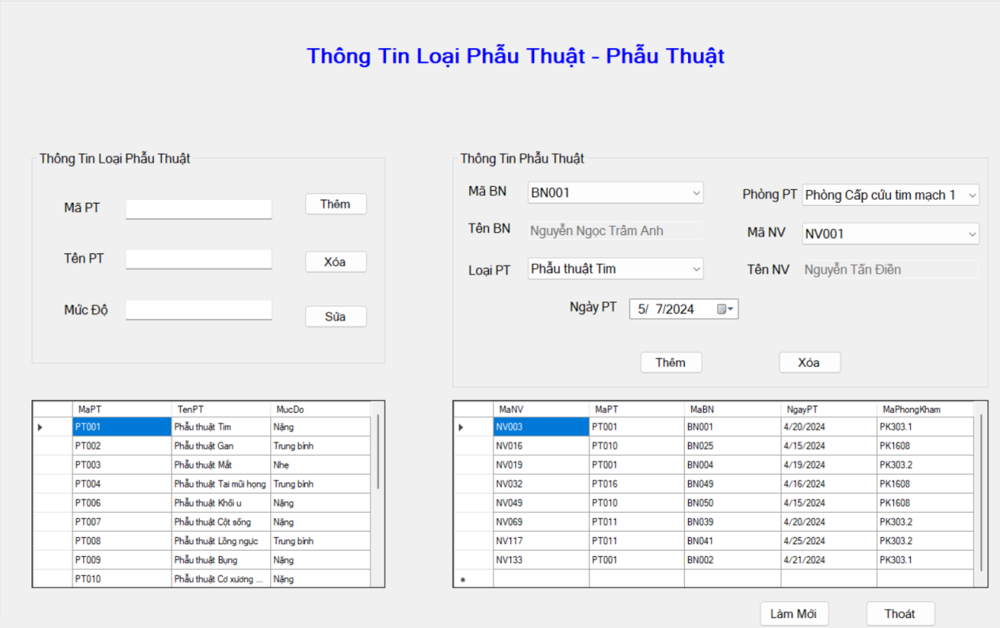 Thông Tin Loại Phẫu Thuật - Phẫu Thuật
Thông Tin Loại Phẫu Thuật
Mã PT
Thêm
Tên PT
Xóa
Mức Độ
Sửa
Thông Tin Phẫu Thuật
Mã BN BN001 Phòng PT Phòng Cấp cứu tim mạch 1
Tên BN Nguyễn Ngọc Trâm Anh Mã NV NV001
Loại PT Phẫu thuật Tim Tên NV Nguyễn Tấn Điền
Ngày PT 5/ 7/2024
Thêm Xóa
MaPT TenPT MucDo
PT001 Phẫu thuật Tim Nặng
PT002 Phẫu thuật Gan Trung bình
PT003 Phẫu thuật Mắt Nhẹ
PT004 Phẫu thuật Tai mũi họng Trung bình
PT006 Phẫu thuật Khối u Nặng
PT007 Phẫu thuật Cột sống Nặng
PT008 Phẫu thuật Lồng ngực Trung bình
PT009 Phẫu thuật Bụng Nặng
PT010 Phẫu thuật Cơ xương ... Nặng
MaNV MaPT MaBN NgayPT MaPhongKham
NV003 PT001 BN001 4/20/2024 PK303.1
NV016 PT010 BN025 4/15/2024 PK1608
NV019 PT001 BN004 4/19/2024 PK303.2
NV032 PT016 BN049 4/16/2024 PK1608
NV049 PT010 BN050 4/15/2024 PK1608
NV069 PT011 BN039 4/20/2024 PK303.2
NV117 PT011 BN041 4/25/2024 PK303.2
NV133 PT001 BN002 4/21/2024 PK303.1
Làm Mới Thoát